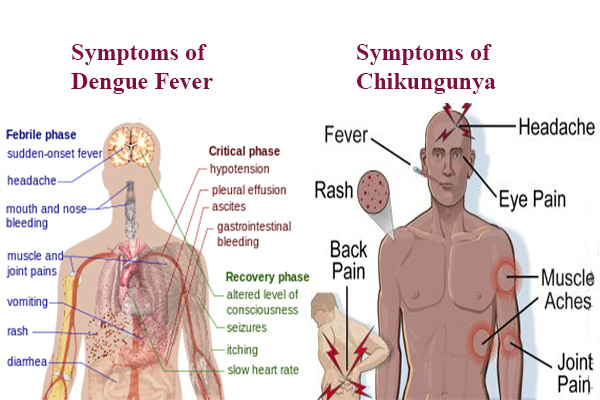 Symptoms of
Dengue Fever
Febrile phase
sudden-onset fever
headache
mouth and nose
bleeding
muscle and
joint pains
vomiting
rash
diarrhea
Critical phase
hypotension
pleural effusion
ascites
gastrointestinal
bleeding
Recovery phase
altered level of
consciousness
seizures
itching
slow heart rate
Symptoms of
Chikungunya
Fever
Headache
Rash
Eye Pain
Back
Pain
Muscle
Aches
Joint
Pain